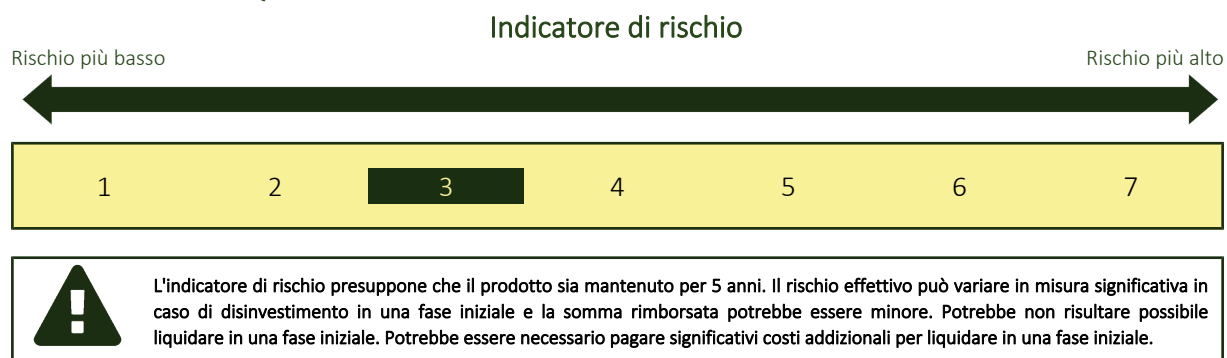 Indicatore di rischio
Rischio più basso
Rischio più alto
1 2 3 4 5 6 7
L'indicatore di rischio presuppone che il prodotto sia mantenuto per 5 anni. Il rischio effettivo può variare in misura significativa in
caso di disinvestimento in una fase iniziale e la somma rimborsata potrebbe essere minore. Potrebbe non risultare possibile
liquidare in una fase iniziale. Potrebbe essere necessario pagare significativi costi addizionali per liquidare in una fase iniziale.